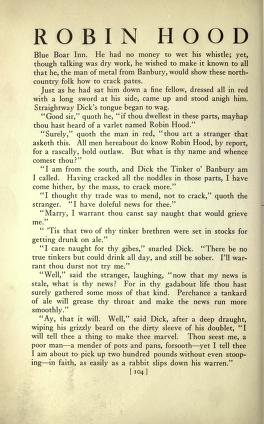 ROBIN HOOD
Blue Boar Inn. He had no money to wet his whistle; yet,
though talking was dry work, he wished to make it known to all
that he, the man of metal from Banbury, would show these north-
country folk how to crack pates.
Just as he had sat him down a fine fellow, dressed all in red
with a long sword at his side, came up and stood anigh him.
Straightway Dick's tongue began to wag.
"Good sir," quoth he, "if thou dwellest in these parts, mayhap
thou hast heard of a varlet named Robin Hood."
"Surely," quoth the man in red, "thou art a stranger that
asketh this. All men hereabout do know Robin Hood, by report,
for a rascally, bold outlaw. But what is thy name and whence
comest thou?"
"I am from the south, and Dick the Tinker o' Banbury am
I called. Having cracked all the noddles in those parts, I have
come hither, by the mass, to crack more."
"I thought thy trade was to mend, not to crack," quoth the
stranger. "I have doleful news for thee."
"Marry, I warrant thou canst say naught that would grieve
me."
"'Tis that two of thy tinker brethren were set in stocks for
getting drunk on ale."
"I care naught for thy gibes," snarled Dick. "There be no
true tinkers but could drink all day, and still be sober. I'll war-
rant thou durst not try me."
"Well," said the stranger, laughing, "now that my news is
stale, what is thy news? For in thy gadabout life thou hast
surely gathered some moss of that kind. Perchance a tankard
of ale will grease thy throat and make the news run more
smoothly."
"Ay, that it will. Well," said Dick, after a deep draught,
wiping his grizzly beard on the dirty sleeve of his doublet, "I
will tell thee a thing to make thee marvel. Thou seest me, a
poor man—a mender of pots and pans, forsooth—yet I tell thee
I am about to pick up two hundred pounds without even stoop-
ing—in faith, as easily as a rabbit slips down his warren."
[104]